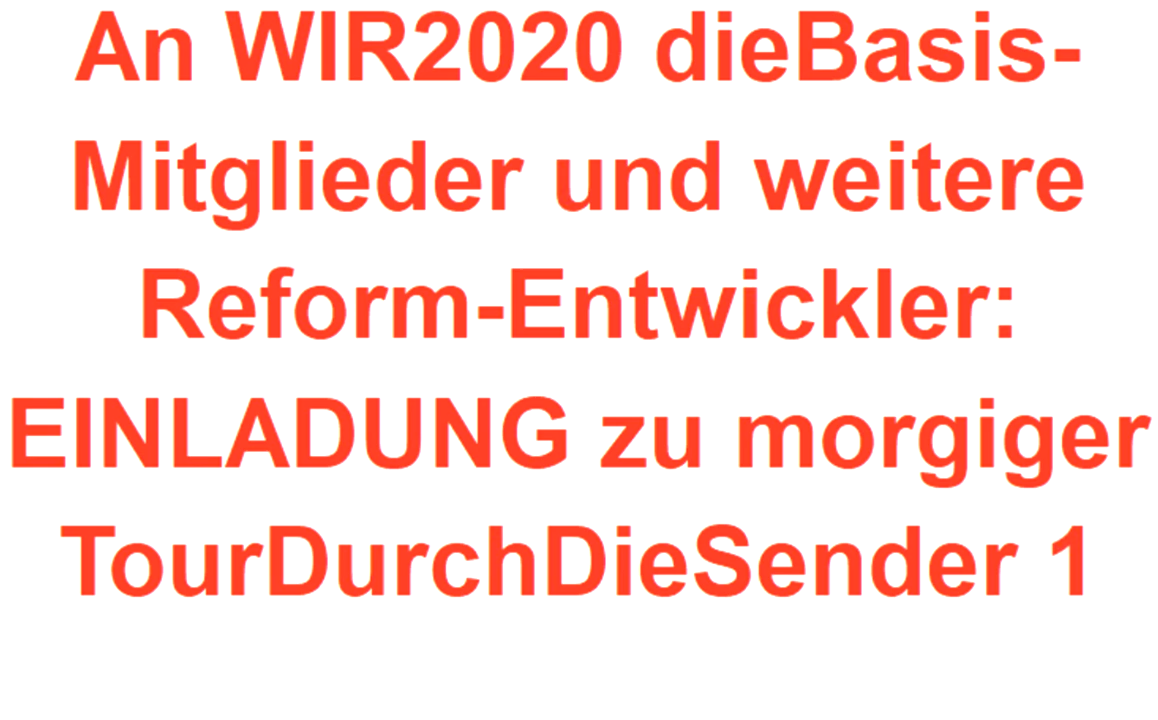 An WIR2020 dieBasis-
Mitglieder und weitere
Reform-Entwickler:
EINLADUNG zu morgiger
TourDurchDieSender 1